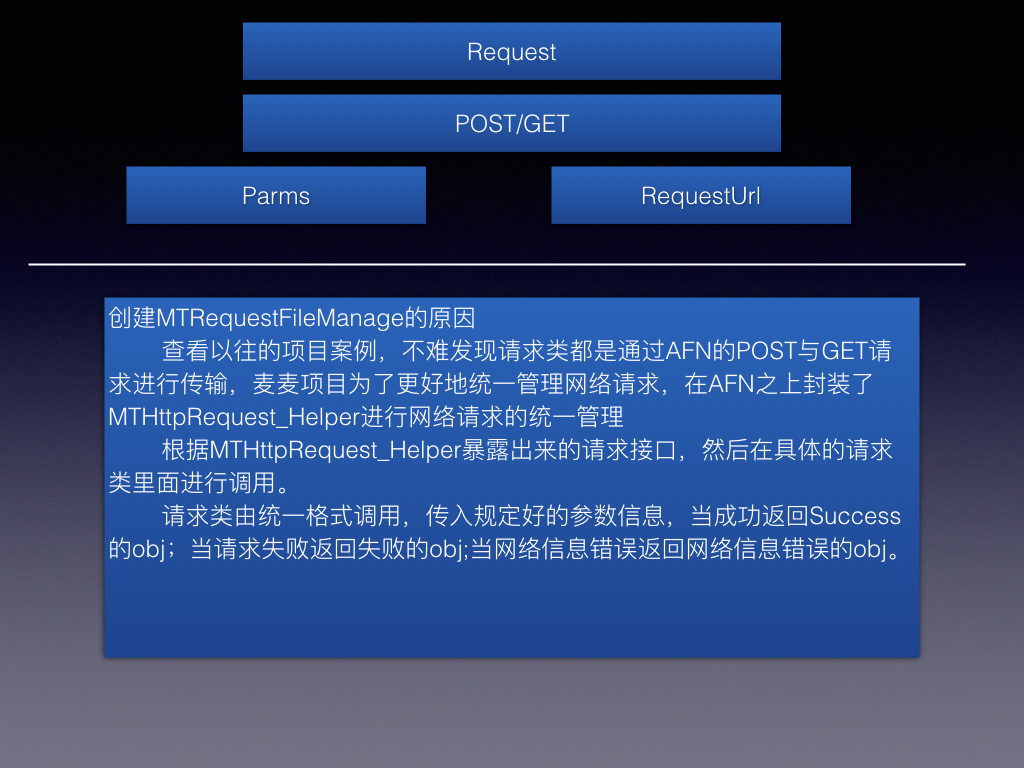 Request
POST/GET
Parms
RequestUrl
创建MTRequestFileManage的原因
查看以往的项目案例，不难发现请求类都是通过AFN的POST与GET请
求进行传输，麦麦项目为了更好地统一管理网络请求，在AFN之上封装了
MTHttpRequest_Helper进行网络请求的统一管理
根据MTHttpRequest_Helper暴露出来的请求接口，然后在具体的请求
类里面进行调用。
请求类由统一格式调用，传入规定好的参数信息，当成功返回Success
的obj；当请求失败返回失败的obj;当网络信息错误返回网络信息错误的obj。